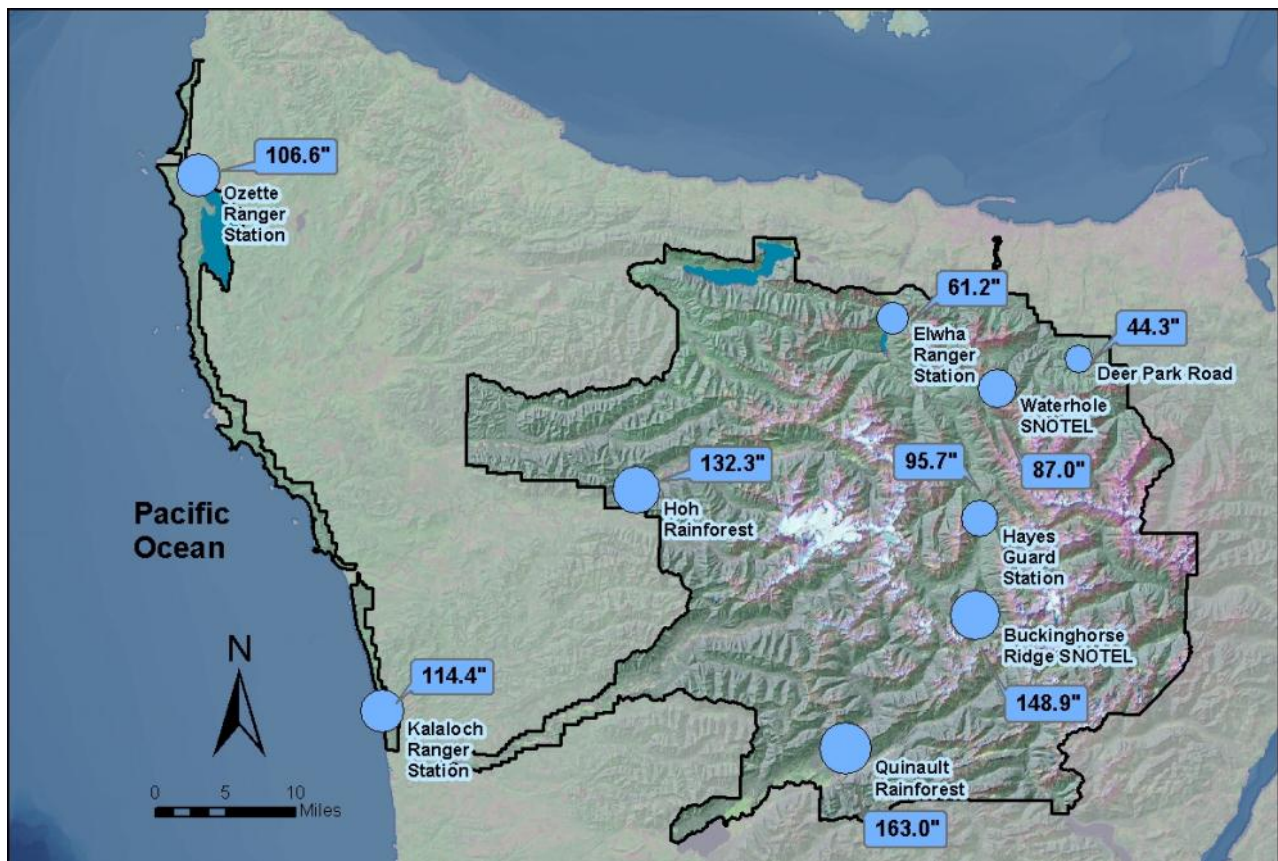 106.6"
Ozette
Ranger
Station
61.2"
Elwha
Ranger
Station
44.3"
Deer Park Road
Waterhole
SNOTEL
87.0"
95.7"
Hayes
Guard
Station
132.3"
Hoh
Rainforest
Pacific
Ocean
Buckinghorse
Ridge SNOTEL
148.9"
N
114.4"
Kalaloch
Ranger
Station
Quinault
Rainforest
163.0"
0 5 10
Miles